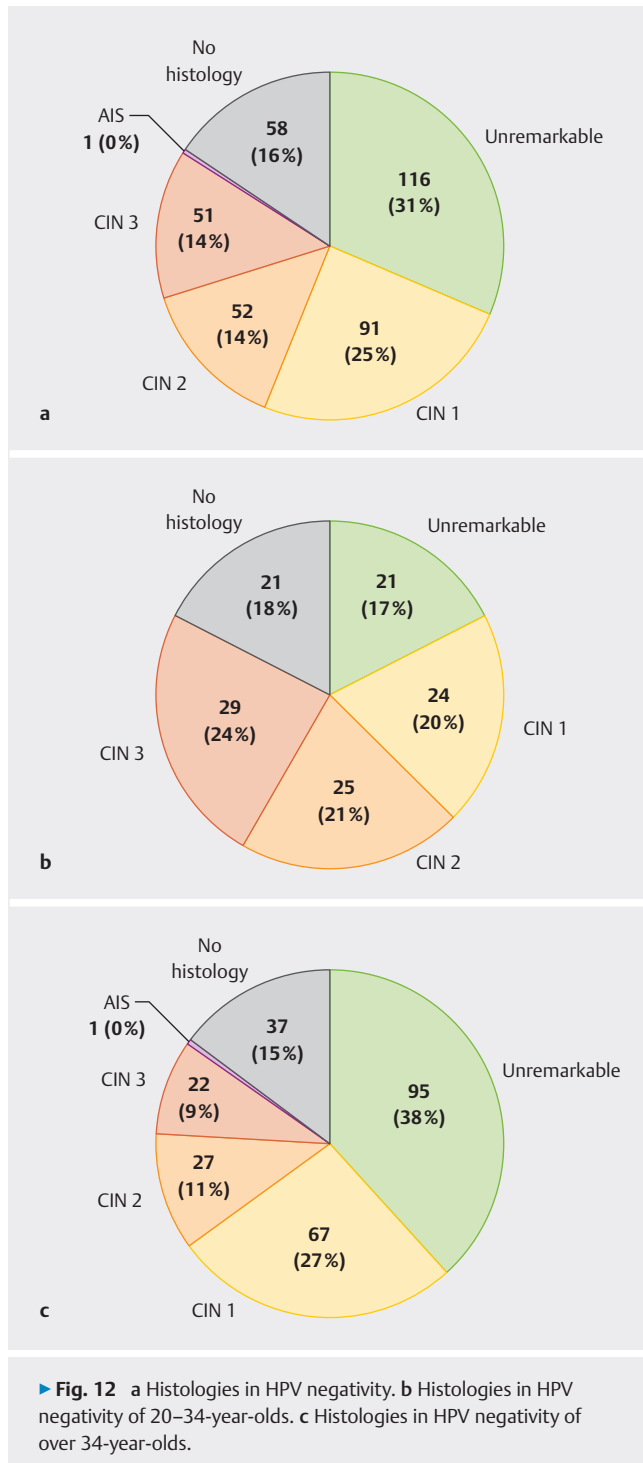 No
histology
AIS
1 (0 %)
58
(16 %)
Unremarkable
116
(31 %)
CIN 3
51
(14 %)
52
(14 %)
91
(25 %)
CIN 2
CIN 1
a
No
histology
Unremarkable
21
(18 %)
21
(17 %)
24
(20 %)
CIN 1
29
(24 %)
CIN 3
25
(21 %)
CIN 2
b
No
histology
AIS
1 (0 %)
37
(15 %)
Unremarkable
95
(38 %)
CIN 3
22
(9 %)
27
(11 %)
CIN 2
67
(27 %)
CIN 1
c
▶ Fig. 12 a Histologies in HPV negativity. b Histologies in HPV
negativity of 20–34-year-olds. c Histologies in HPV negativity of
over 34-year-olds.